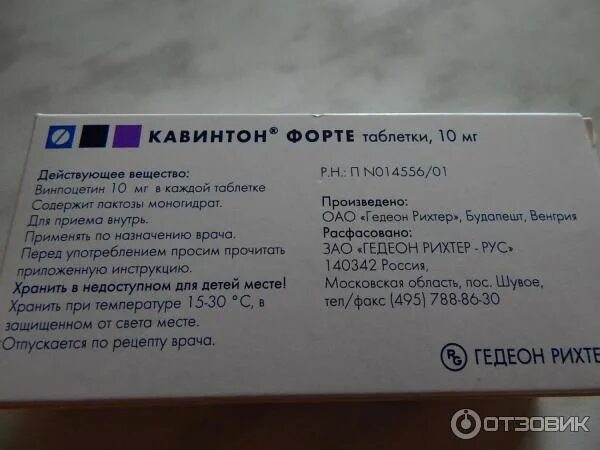 КАВИНТОН® ФОРТЕ таблетки, 10 мг
Действующее вещество:
Винпоцетин 10 мг в каждой таблетке
Содержит лактозы моногидрат.
Для приема внутрь.
Применять по назначению врача.
Перед употреблением просим прочитать
приложенную инструкцию.
Хранить в недоступном для детей месте!
Хранить при температуре 15-30 °С, в
защищенном от света месте.
Отпускается по рецепту врача.
Р.Н.: П N014556/01
Произведено:
ОАО «Гедеон Рихтер», Будапешт, Венгрия
Расфасовано:
ЗАО «ГЕДЕОН РИХТЕР - РУС»
140342 Россия,
Московская область, пос. Шувое,
тел/факс (495) 788-86-30
RG ГЕДЕОН РИХТЕ
ОТЗОВИК